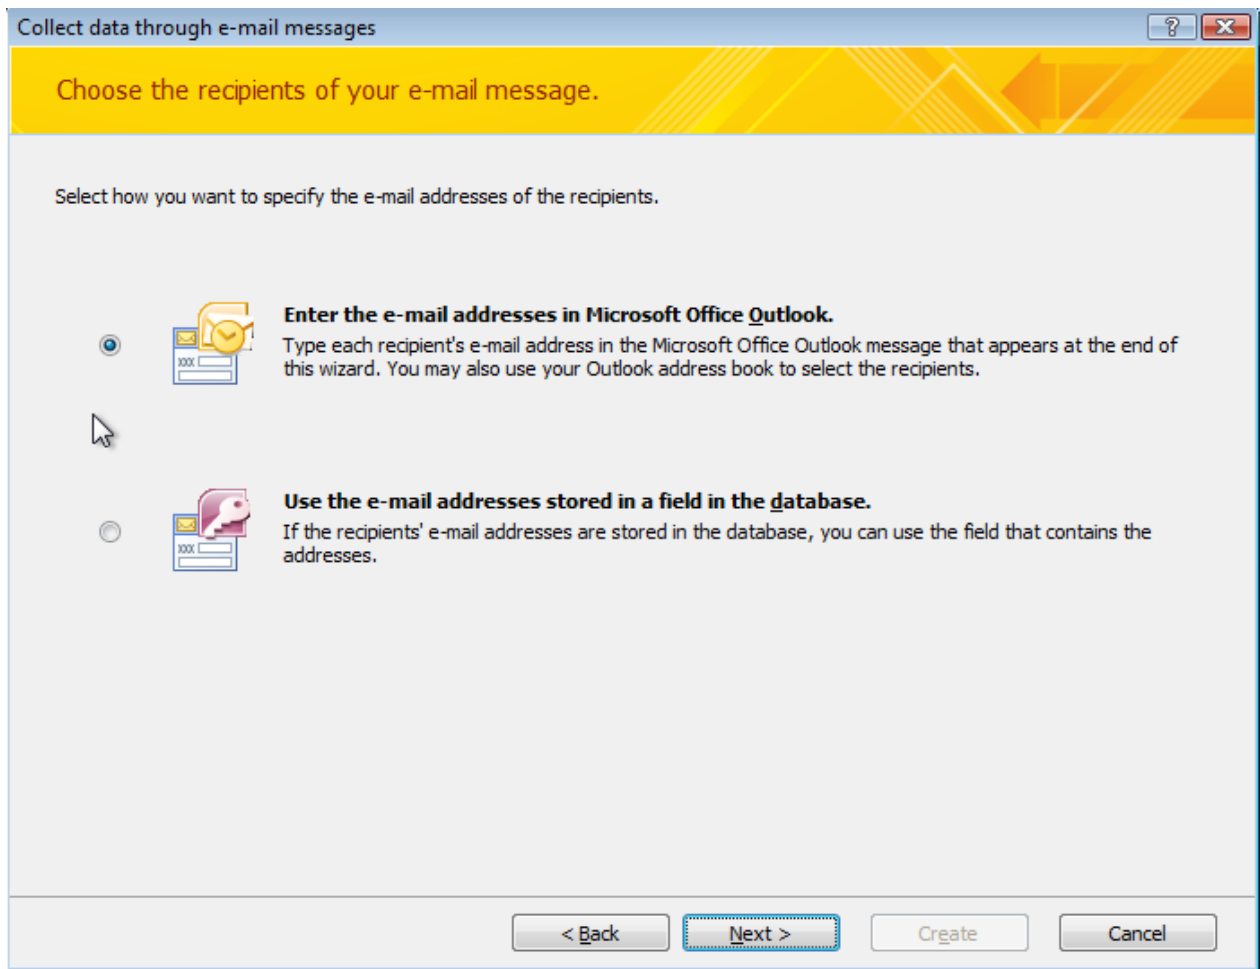 Collect data through e-mail messages
Choose the recipients of your e-mail message.
Select how you want to specify the e-mail addresses of the recipients.
Enter the e-mail addresses in Microsoft Office Outlook.
Type each recipient's e-mail address in the Microsoft Office Outlook message that appears at the end of
this wizard. You may also use your Outlook address book to select the recipients.
xxx
Use the e-mail addresses stored in a field in the database.
If the recipients' e-mail addresses are stored in the database, you can use the field that contains the
addresses.
xxx
< Back
Next >
Create
Cancel